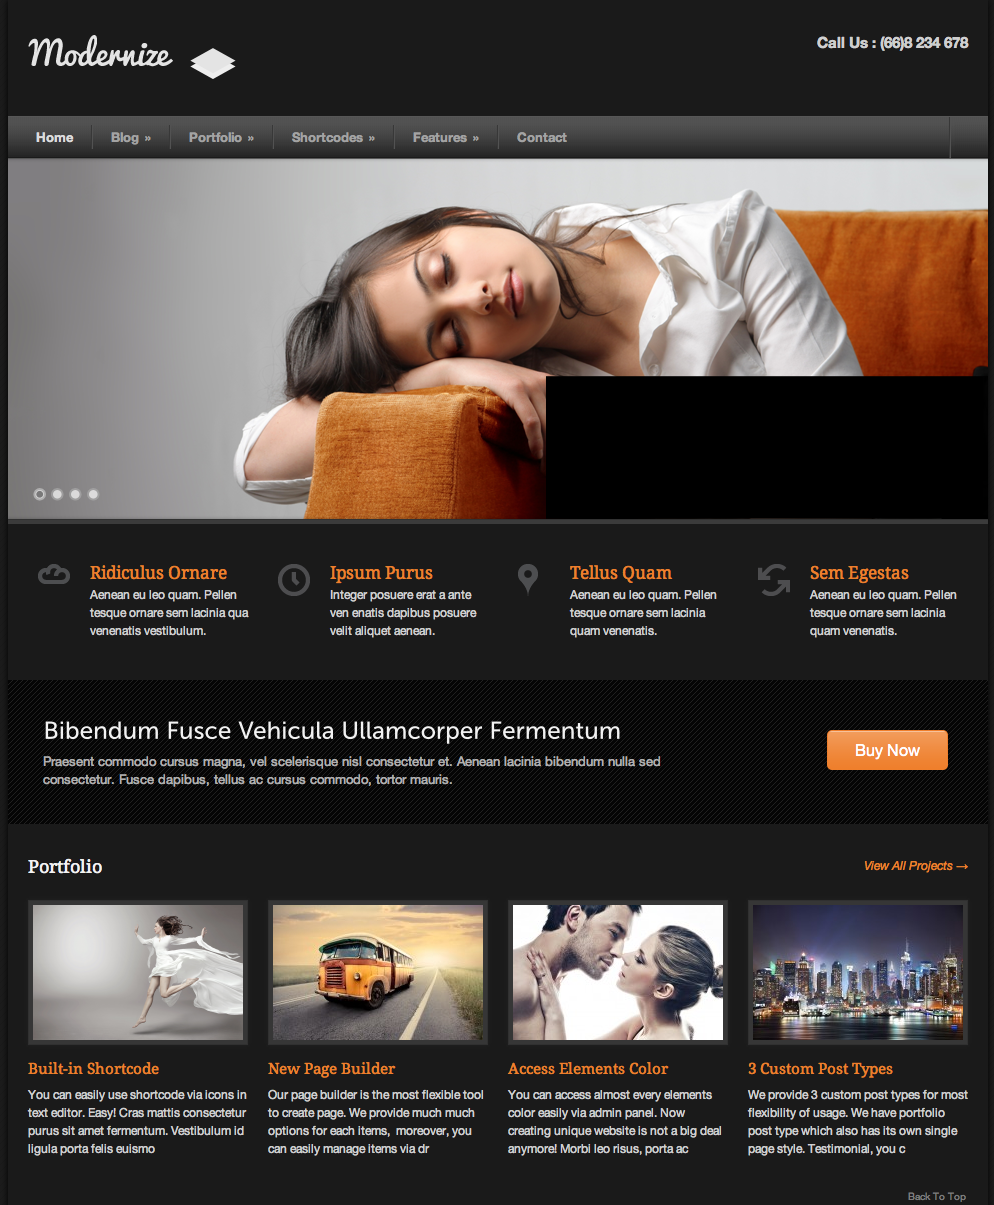 Modernize
Call Us : (66)8 234 678
Home
Blog »
Portfolio »
Shortcodes »
Features »
Contact
Ridiculus Ornare
Aenean eu leo quam. Pellen
tesque ornare sem lacinia qua
venenatis vestibulum.
Ipsum Purus
Integer posuere erat a ante
ven enatis dapibus posuere
velit aliquet aenean.
Tellus Quam
Aenean eu leo quam. Pellen
tesque ornare sem lacinia
quam venenatis.
Sem Egestas
Aenean eu leo quam. Pellen
tesque ornare sem lacinia
quam venenatis.
Bibendum Fusce Vehicula Ullamcorper Fermentum
Praesent commodo cursus magna, vel scelerisque nisl consectetur et. Aenean lacinia bibendum nulla sed
consectetur. Fusce dapibus, tellus ac cursus commodo, tortor mauris.
Buy Now
Portfolio
View All Projects →
Built-in Shortcode
You can easily use shortcode via icons in
text editor. Easy! Cras mattis consectetur
purus sit amet fermentum. Vestibulum id
ligula porta felis euismo
New Page Builder
Our page builder is the most flexible tool
to create page. We provide much much
options for each items, moreover, you
can easily manage items via dr
Access Elements Color
You can access almost every elements
color easily via admin panel. Now
creating unique website is not a big deal
anymore! Morbi leo risus, porta ac
3 Custom Post Types
We provide 3 custom post types for most
flexibility of usage. We have portfolio
post type which also has its own single
page style. Testimonial, you c
Back To Top